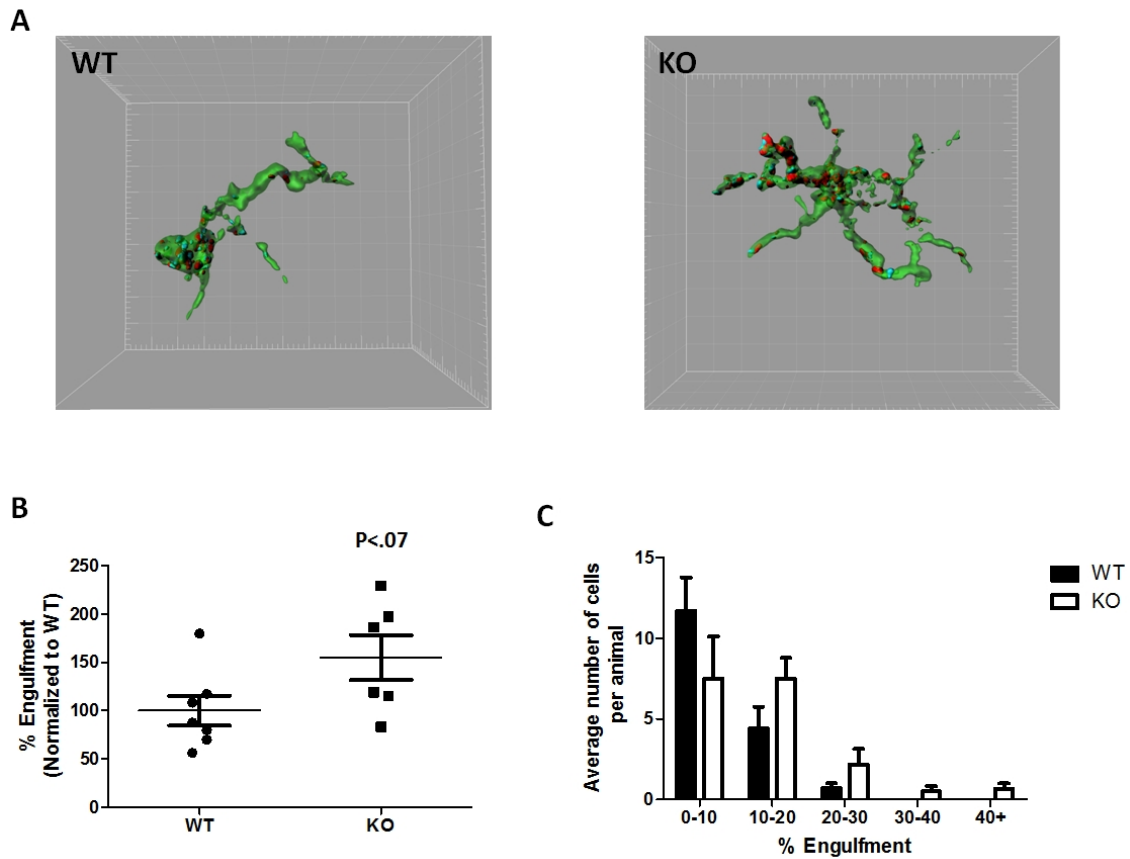 A
WT
KO
B
P<.07
% Engulfment
(Normalized to WT)
250
200
150
100
50
0
WT
KO
C
Average number of cells
per animal
15
10
5
0
0-10
10-20
20-30
30-40
40+
% Engulfment
WT
KO